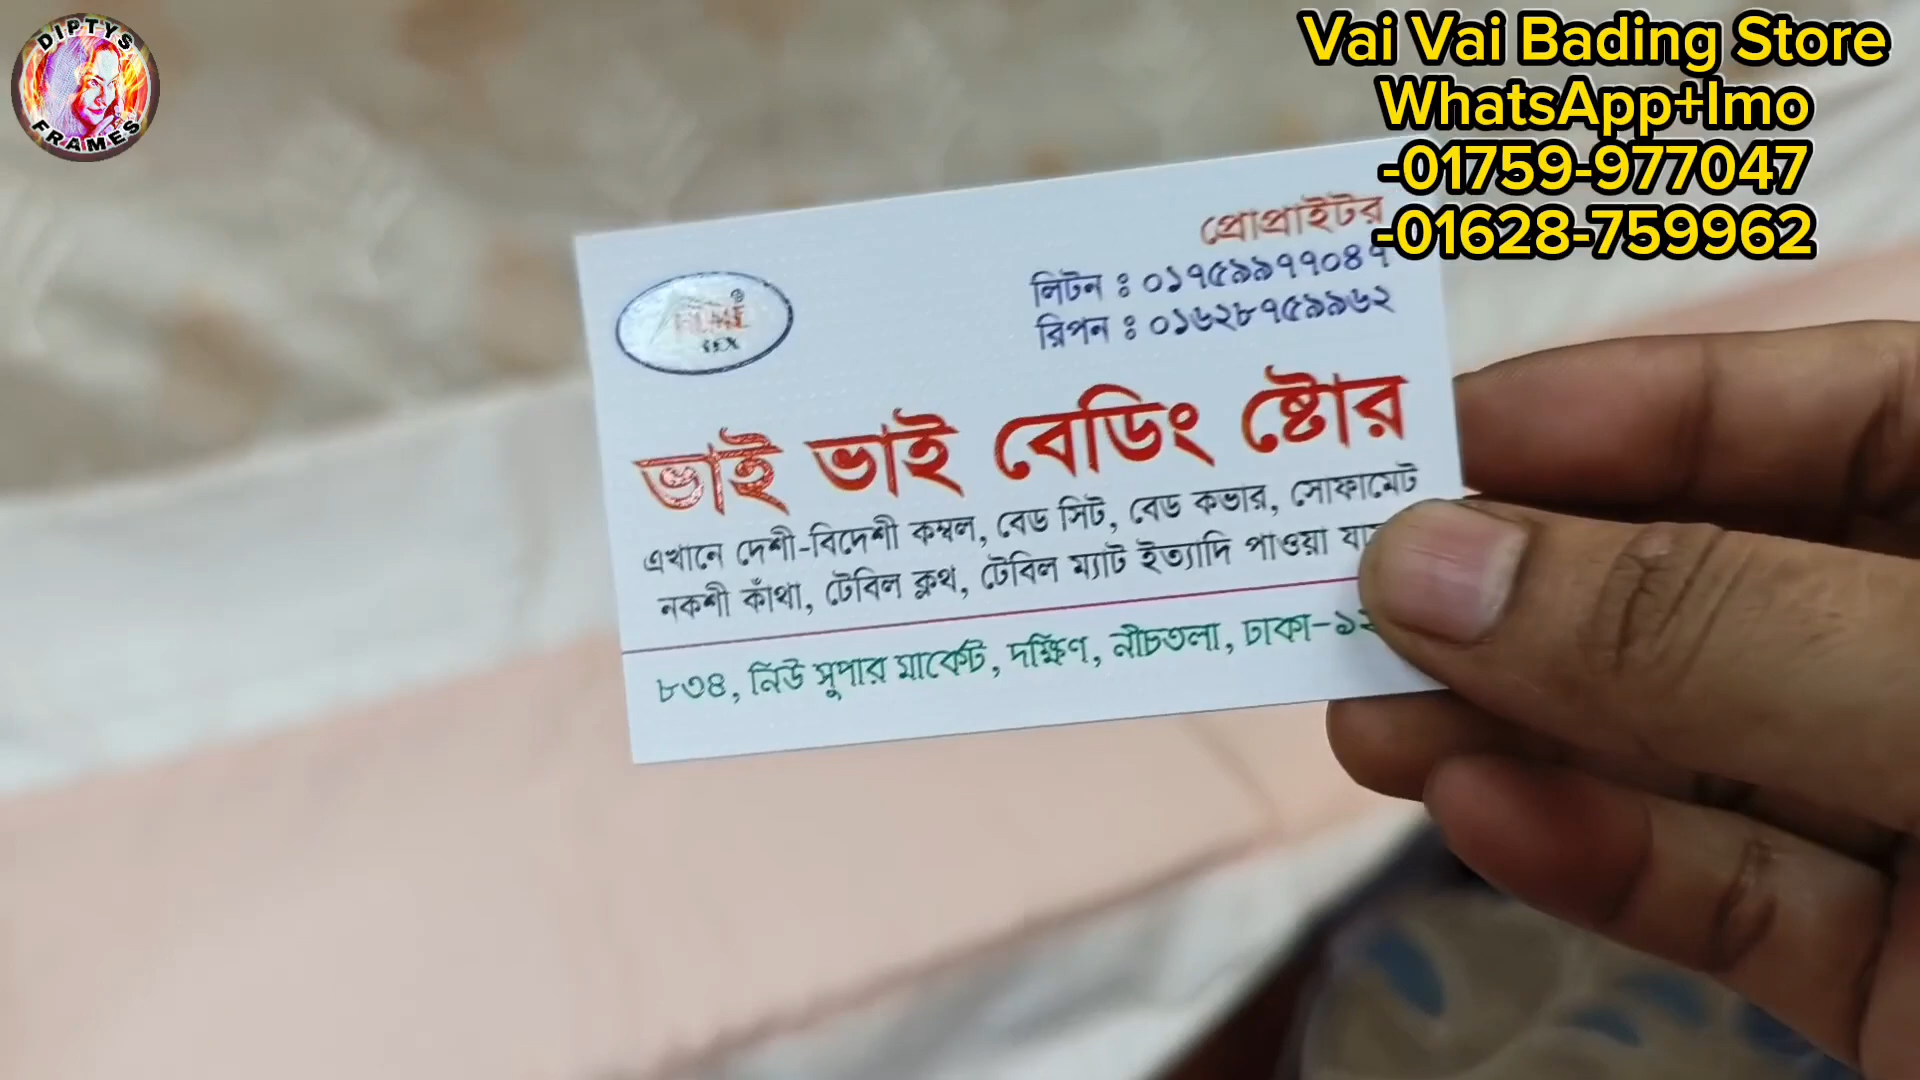 DIPTYS
FRAMES
Vai Vai Bading Store
WhatsApp+Imo
-01759-977047
-01628-759962
প্রোপ্রাইটর
লিটন : ০১৭৫৯৯৭৭০৪৭
রিপন : ০১৬২৮৭৫৯৯৬২
ভাই ভাই বেডিং ষ্টোর
এখানে দেশী-বিদেশী কম্বল, বেড সিট, বেড কভার, সোফামেট
নকশী কাঁথা, টেবিল ক্লথ, টেবিল ম্যাট ইত্যাদি পাওয়া
৮৩৪, নিউ সুপার মার্কেট, দক্ষিণ, নীচতলা, ঢাকা-১২